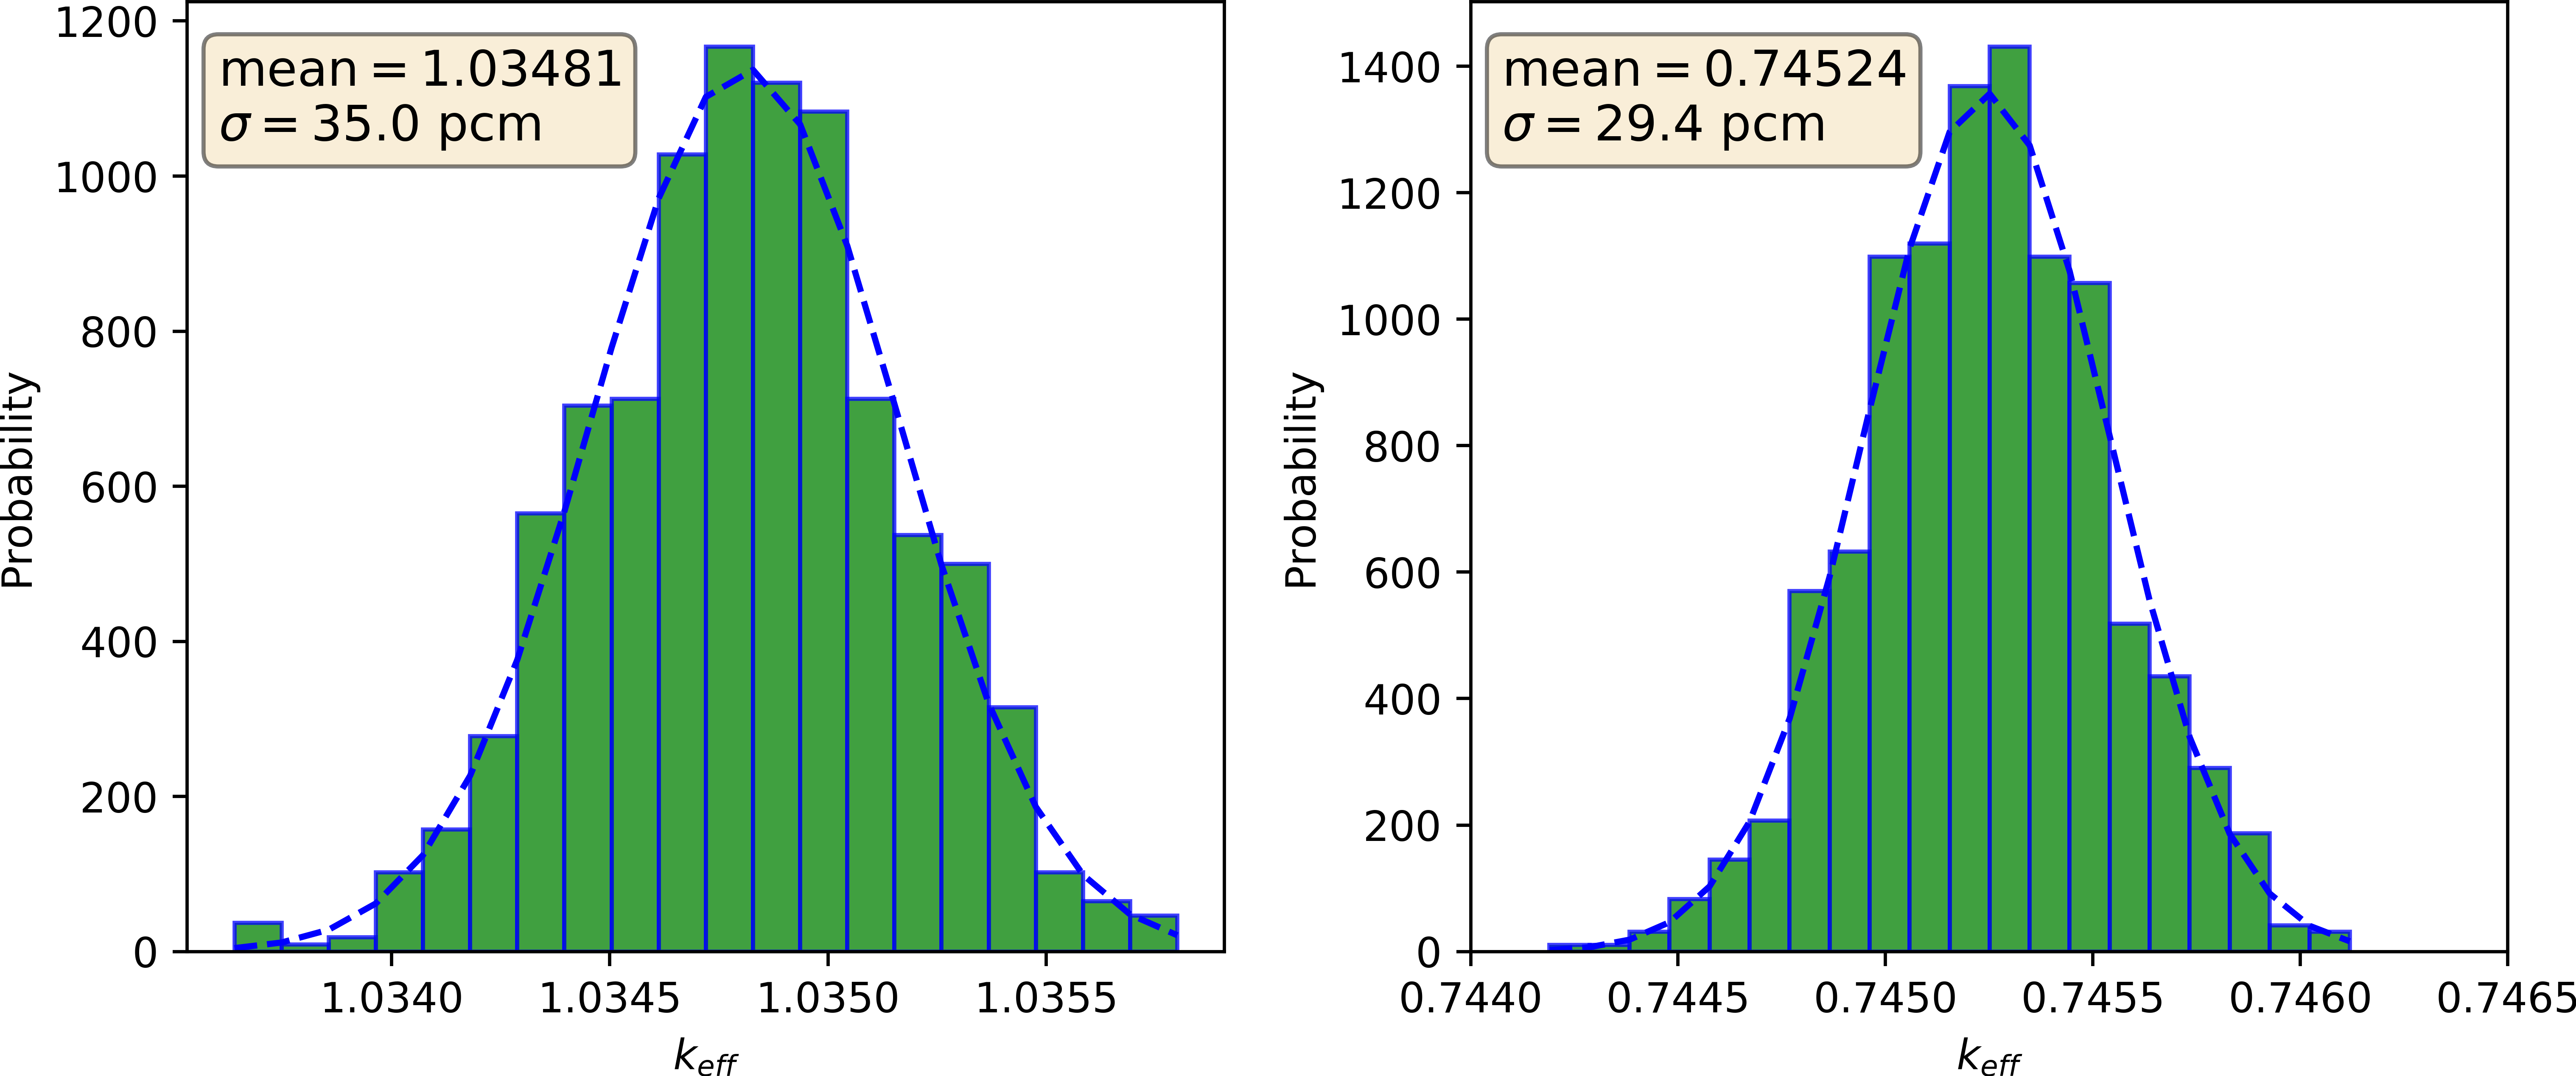 1200
1000
800
600
400
200
0
Probability
mean = 1.03481
σ = 35.0 pcm
1.0340 1.0345 1.0350 1.0355
k_eff
1400
1200
1000
800
600
400
200
0
Probability
mean = 0.74524
σ = 29.4 pcm
0.7440 0.7445 0.7450 0.7455 0.7460 0.7465
k_eff